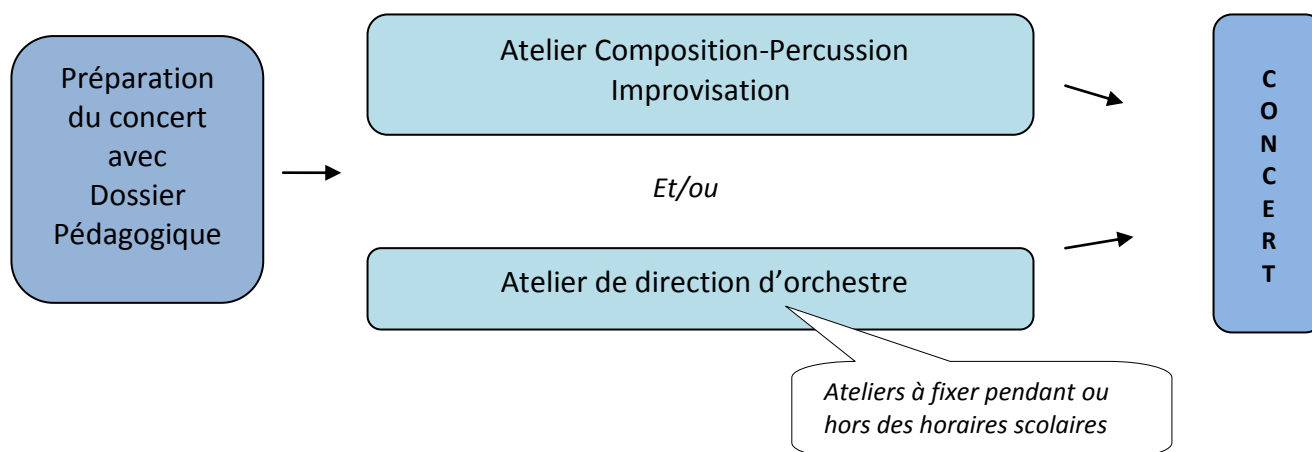 Préparation
du concert
avec
Dossier
Pédagogique
Atelier Composition-Percussion
Improvisation
Et/ou
Atelier de direction d’orchestre
Ateliers à fixer pendant ou
hors des horaires scolaires
C
O
N
C
E
R
T